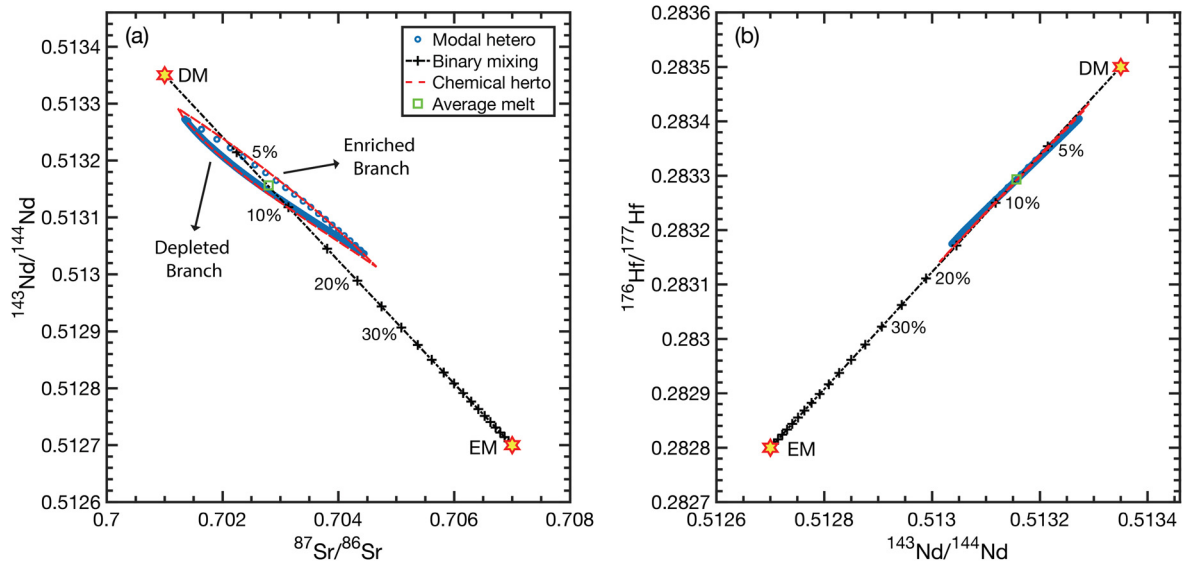 (a)
Modal hetero
Binary mixing
Chemical herto
Average melt
DM
5%
Enriched
Branch
10%
Depleted
Branch
20%
30%
EM
0.5134
0.5133
0.5132
0.5131
0.513
0.5129
0.5128
0.5127
0.5126
0.7
0.702
0.704
0.706
0.708
¹⁴³Nd/¹⁴⁴Nd
⁸⁷Sr/⁸⁶Sr
(b)
DM
5%
10%
20%
30%
EM
0.2836
0.2835
0.2834
0.2833
0.2832
0.2831
0.283
0.2829
0.2828
0.2827
0.5126
0.5128
0.513
0.5132
0.5134
¹⁷⁶Hf/¹⁷⁷Hf
¹⁴³Nd/¹⁴⁴Nd